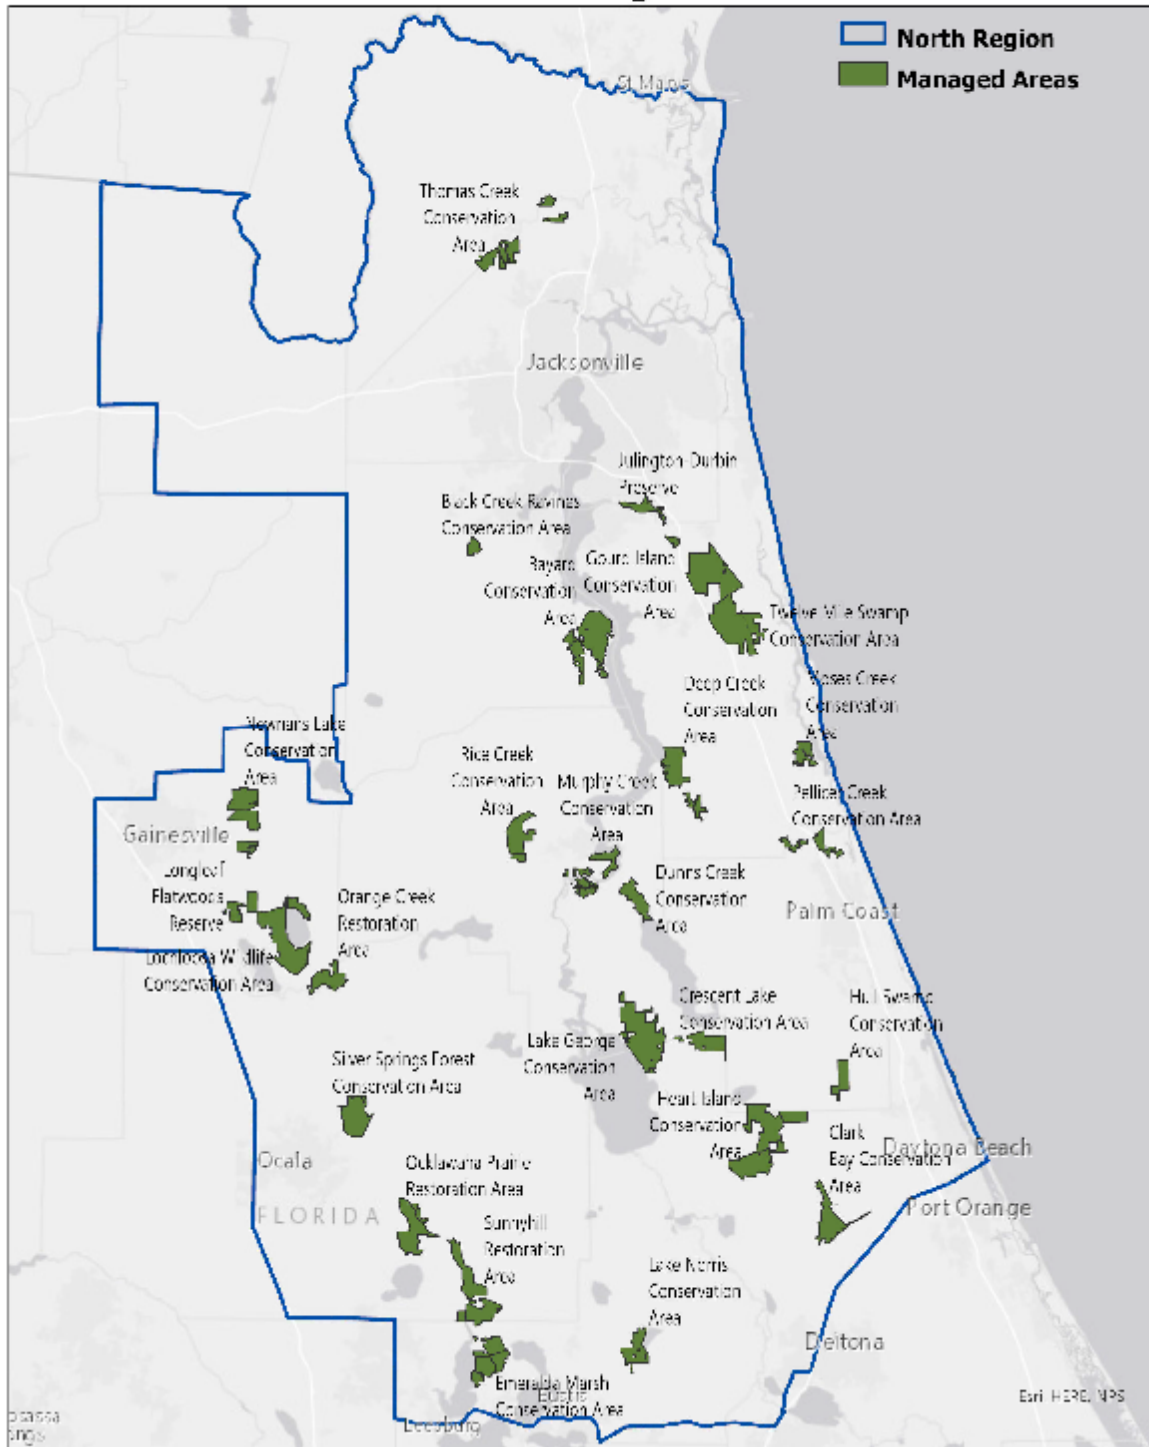 North Region
Managed Areas
St Marys
Thomas Creek
Conservation
Area
Jacksonville
Julington-Durbin
Preserve
Black Creek Ravines
Conservation Area
Bayard
Conservation
Area
Gourd Island
Conservation
Area
Twelve Mile Swamp
Conservation Area
Deep Creek
Conservation
Area
Moses Creek
Conservation
Area
Newnans Lake
Conservation
Area
Rice Creek
Conservation
Area
Murphy Creek
Conservation
Area
Pellicer Creek
Conservation Area
Gainesville
Longleaf
Flatwoods
Reserve
Orange Creek
Restoration
Area
Dunns Creek
Conservation
Area
Palm Coast
Lochloosa Wildlife
Conservation Area
Crescent Lake
Conservation Area
Hull Swamp
Conservation
Area
Lake George
Conservation
Area
Silver Springs Forest
Conservation Area
Heart Island
Conservation
Area
Clark
Bay Conservation
Area
Daytona Beach
Ocala
Ocklawaha Prairie
Restoration Area
Port Orange
FLORIDA
Sunnyhill
Restoration
Area
Lake Norris
Conservation
Area
Deltona
Emeralda Marsh
Conservation Area
Eustis
Leesburg
Esri, HERE, NPS
osassa
ings